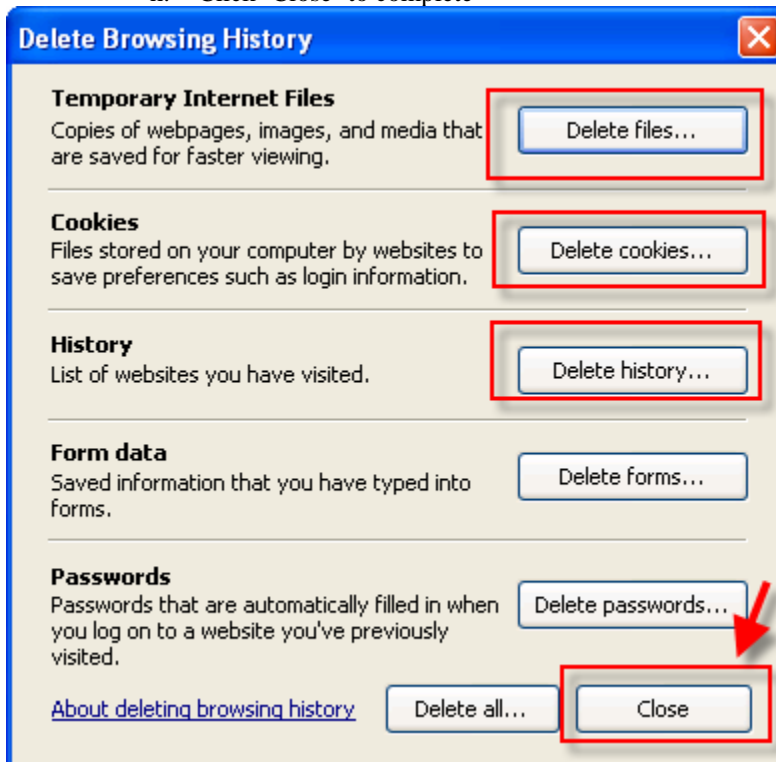 Click "Close" to complete
Delete Browsing History
Temporary Internet Files
Copies of webpages, images, and media that
are saved for faster viewing.
Delete files...
Cookies
Files stored on your computer by websites to
save preferences such as login information.
Delete cookies...
History
List of websites you have visited.
Delete history...
Form data
Saved information that you have typed into
forms.
Delete forms...
Passwords
Passwords that are automatically filled in when
you log on to a website you've previously
visited.
Delete passwords...
About deleting browsing history
Delete all...
Close